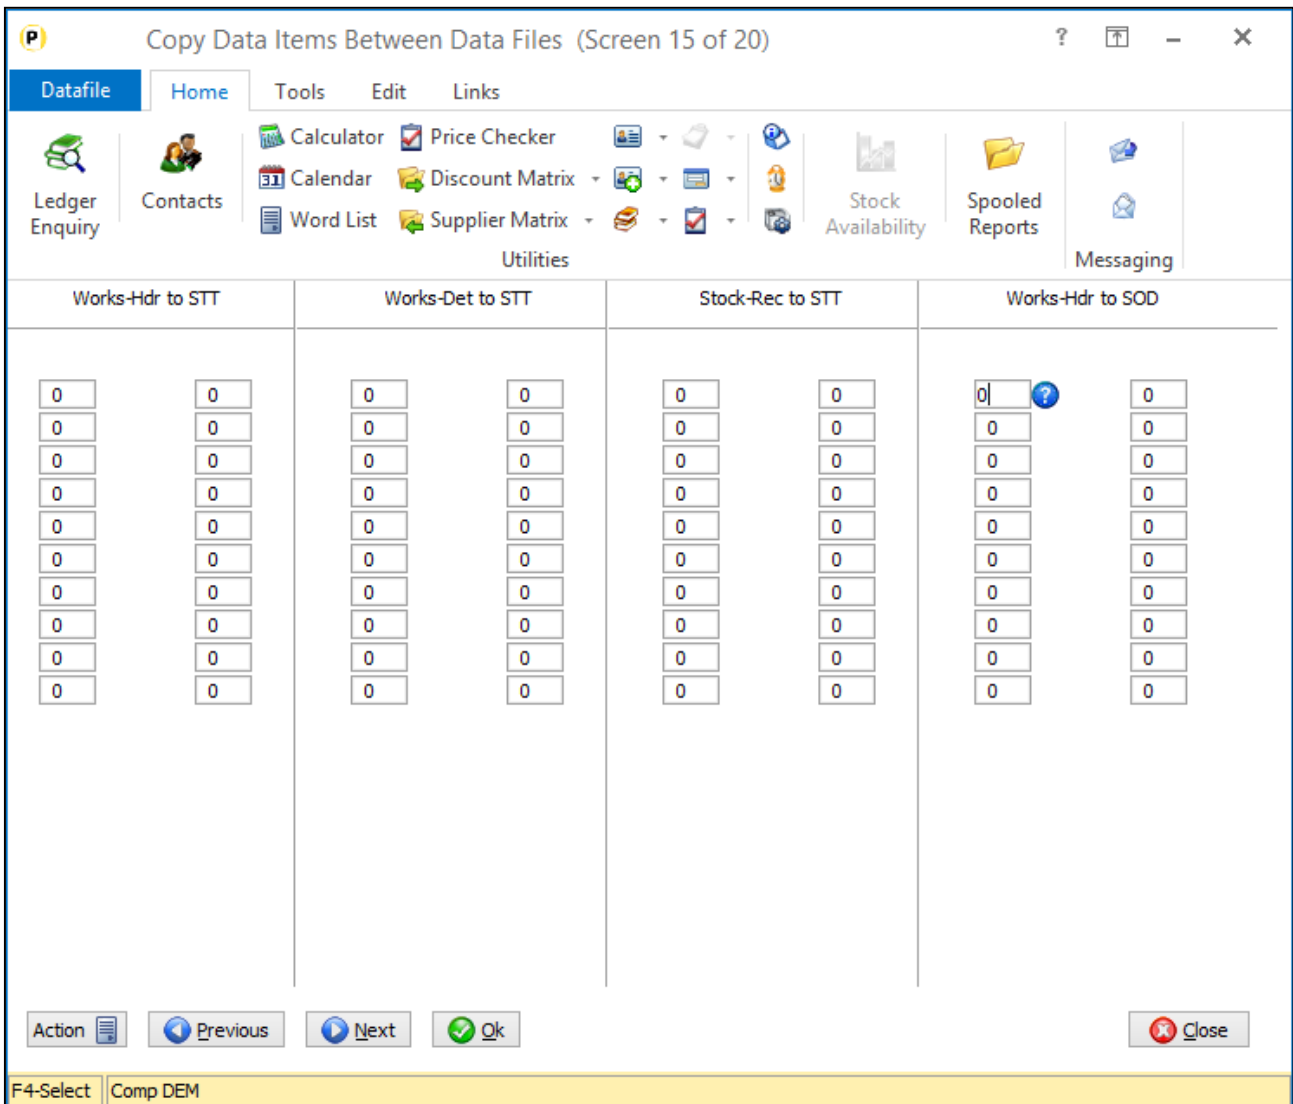 P Copy Data Items Between Data Files (Screen 15 of 20) ?
Datafile Home Tools Edit Links
Ledger Enquiry
Contacts
Calculator Price Checker
31 Calendar Discount Matrix
Word List Supplier Matrix
Stock Availability
Spooled Reports
Utilities Messaging
Works-Hdr to STT Works-Det to STT Stock-Rec to STT Works-Hdr to SOD
0 0 0 0 0 0 0 ? 0
0 0 0 0 0 0 0 0
0 0 0 0 0 0 0 0
0 0 0 0 0 0 0 0
0 0 0 0 0 0 0 0
0 0 0 0 0 0 0 0
0 0 0 0 0 0 0 0
0 0 0 0 0 0 0 0
0 0 0 0 0 0 0 0
0 0 0 0 0 0 0 0
Action Previous Next Ok Close
F4-Select Comp DEM